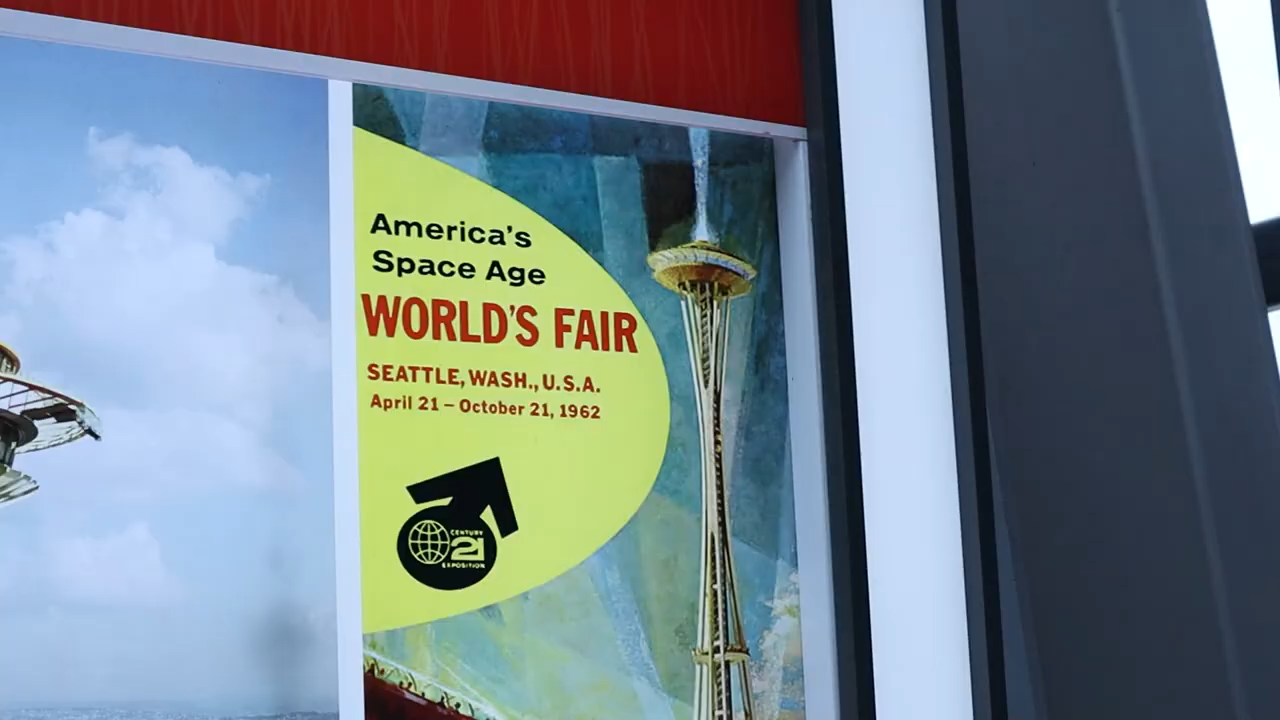 America's
Space Age
WORLD'S FAIR
SEATTLE, WASH., U.S.A.
April 21 – October 21, 1962
CENTURY
21
EXPOSITION